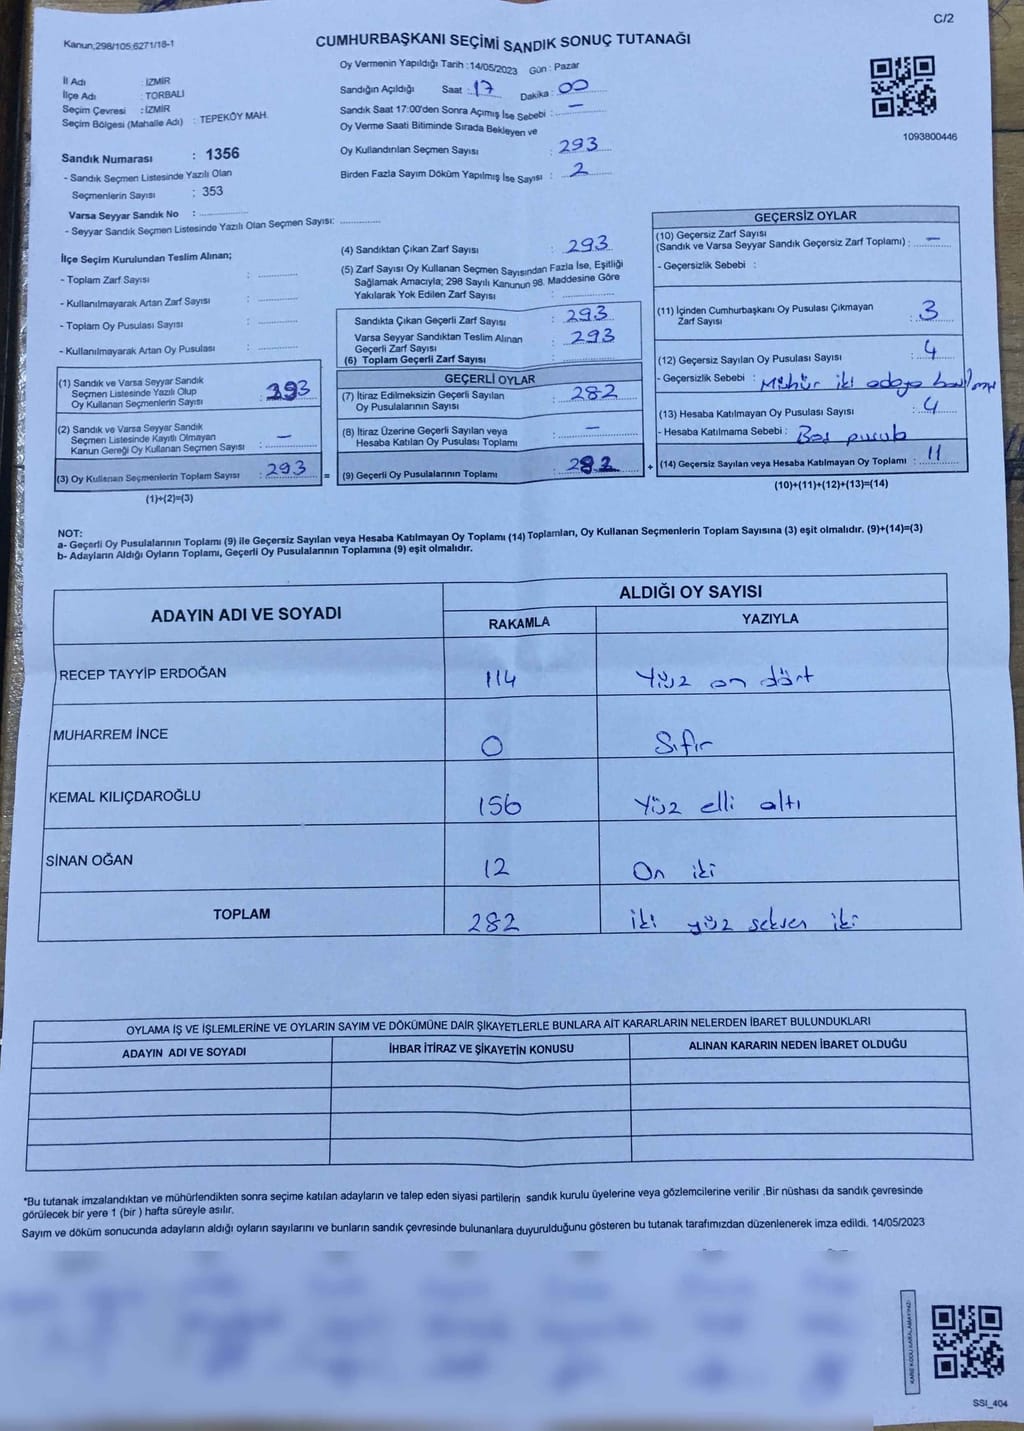 C/2
Kanun;298/105;6271/18-1
CUMHURBAŞKANI SEÇİMİ SANDIK SONUÇ TUTANAĞI
Oy Vermenin Yapıldığı Tarih :14/05/2023 Gün : Pazar
İl Adı : İZMİR
İlçe Adı : TORBALI
Seçim Çevresi : İZMİR
Seçim Bölgesi (Mahalle Adı) : TEPEKÖY MAH.
Sandığın Açıldığı Saat : 17 Dakika : 00
Sandık Saat 17:00'den Sonra Açımış İse Sebebi : —
Oy Verme Saati Bitiminde Sırada Bekleyen ve
Oy Kullandırılan Seçmen Sayısı : 293
Birden Fazla Sayım Döküm Yapılmış İse Sayısı : 2
1093800446
Sandık Numarası : 1356
- Sandık Seçmen Listesinde Yazılı Olan
Seçmenlerin Sayısı : 353
Varsa Seyyar Sandık No :
- Seyyar Sandık Seçmen Listesinde Yazılı Olan Seçmen Sayısı:
İlçe Seçim Kurulundan Teslim Alınan;
- Toplam Zarf Sayısı :
- Kullanılmayarak Artan Zarf Sayısı :
- Toplam Oy Pusulası Sayısı :
- Kullanılmayarak Artan Oy Pusulası :
(1) Sandık ve Varsa Seyyar Sandık
Seçmen Listesinde Yazılı Olup
Oy Kullanan Seçmenlerin Sayısı : 293
(2) Sandık ve Varsa Seyyar Sandık
Seçmen Listesinde Kayıtlı Olmayan
Kanun Gereği Oy Kullanan Seçmen Sayısı : —
(3) Oy Kullanan Seçmenlerin Toplam Sayısı : 293 =
(1)+(2)=(3)
(4) Sandıktan Çıkan Zarf Sayısı : 293
(5) Zarf Sayısı Oy Kullanan Seçmen Sayısından Fazla İse, Eşitliği
Sağlamak Amacıyla; 298 Sayılı Kanunun 98. Maddesine Göre
Yakılarak Yok Edilen Zarf Sayısı :
Sandıkta Çıkan Geçerli Zarf Sayısı : 293
Varsa Seyyar Sandıktan Teslim Alınan
Geçerli Zarf Sayısı : 293
(6) Toplam Geçerli Zarf Sayısı :
GEÇERLİ OYLAR
(7) İtiraz Edilmeksizin Geçerli Sayılan
Oy Pusulalarının Sayısı : 282
(8) İtiraz Üzerine Geçerli Sayılan veya
Hesaba Katılan Oy Pusulası Toplamı : —
(9) Geçerli Oy Pusulalarının Toplamı : 282 +
GEÇERSİZ OYLAR
(10) Geçersiz Zarf Sayısı
(Sandık ve Varsa Seyyar Sandık Geçersiz Zarf Toplamı) : —
- Geçersizlik Sebebi :
(11) İçinden Cumhurbaşkanı Oy Pusulası Çıkmayan
Zarf Sayısı : 3
(12) Geçersiz Sayılan Oy Pusulası Sayısı : 4
- Geçersizlik Sebebi : Mühür iki adaya
(13) Hesaba Katılmayan Oy Pusulası Sayısı : 4
- Hesaba Katılmama Sebebi : Boş pusula
(14) Geçersiz Sayılan veya Hesaba Katılmayan Oy Toplamı : 11
(10)+(11)+(12)+(13)=(14)
NOT:
a- Geçerli Oy Pusulalarının Toplamı (9) ile Geçersiz Sayılan veya Hesaba Katılmayan Oy Toplamı (14) Toplamları, Oy Kullanan Seçmenlerin Toplam Sayısına (3) eşit olmalıdır. (9)+(14)=(3)
b- Adayların Aldığı Oyların Toplamı, Geçerli Oy Pusulalarının Toplamına (9) eşit olmalıdır.
ADAYIN ADI VE SOYADI
ALDIĞI OY SAYISI
RAKAMLA YAZIYLA
RECEP TAYYİP ERDOĞAN 114 Yüz on dört
MUHARREM İNCE 0 Sıfır
KEMAL KILIÇDAROĞLU 156 Yüz elli altı
SİNAN OĞAN 12 On iki
TOPLAM 282 iki yüz seksen iki
OYLAMA İŞ VE İŞLEMLERİNE VE OYLARIN SAYIM VE DÖKÜMÜNE DAİR ŞİKAYETLERLE BUNLARA AİT KARARLARIN NELERDEN İBARET BULUNDUKLARI
ADAYIN ADI VE SOYADI İHBAR İTİRAZ VE ŞİKAYETİN KONUSU ALINAN KARARIN NEDEN İBARET OLDUĞU
*Bu tutanak imzalandıktan ve mühürlendikten sonra seçime katılan adayların ve talep eden siyasi partilerin sandık kurulu üyelerine veya gözlemcilerine verilir .Bir nüshası da sandık çevresinde
görülecek bir yere 1 (bir ) hafta süreyle asılır.
Sayım ve döküm sonucunda adayların aldığı oyların sayılarını ve bunların sandık çevresinde bulunanlara duyurulduğunu gösteren bu tutanak tarafımızdan düzenlenerek imza edildi. 14/05/2023
KARE KODU KARALAMAYINIZ!
SSI_404